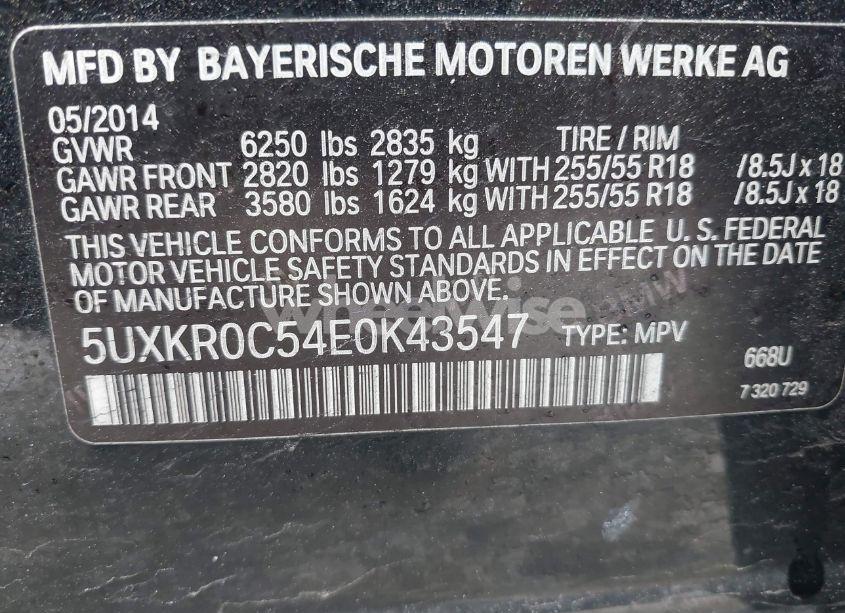 MFD BY BAYERISCHE MOTOREN WERKE AG
05/2014
GVWR 6250 lbs 2835 kg TIRE / RIM
GAWR FRONT 2820 lbs 1279 kg WITH 255/55 R18 /8.5J x 18
GAWR REAR 3580 lbs 1624 kg WITH 255/55 R18 /8.5J x 18
THIS VEHICLE CONFORMS TO ALL APPLICABLE U. S. FEDERAL
MOTOR VEHICLE SAFETY STANDARDS IN EFFECT ON THE DATE
OF MANUFACTURE SHOWN ABOVE.
wheelwise
5UXKR0C54E0K43547 TYPE: MPV
668U
7 320 729